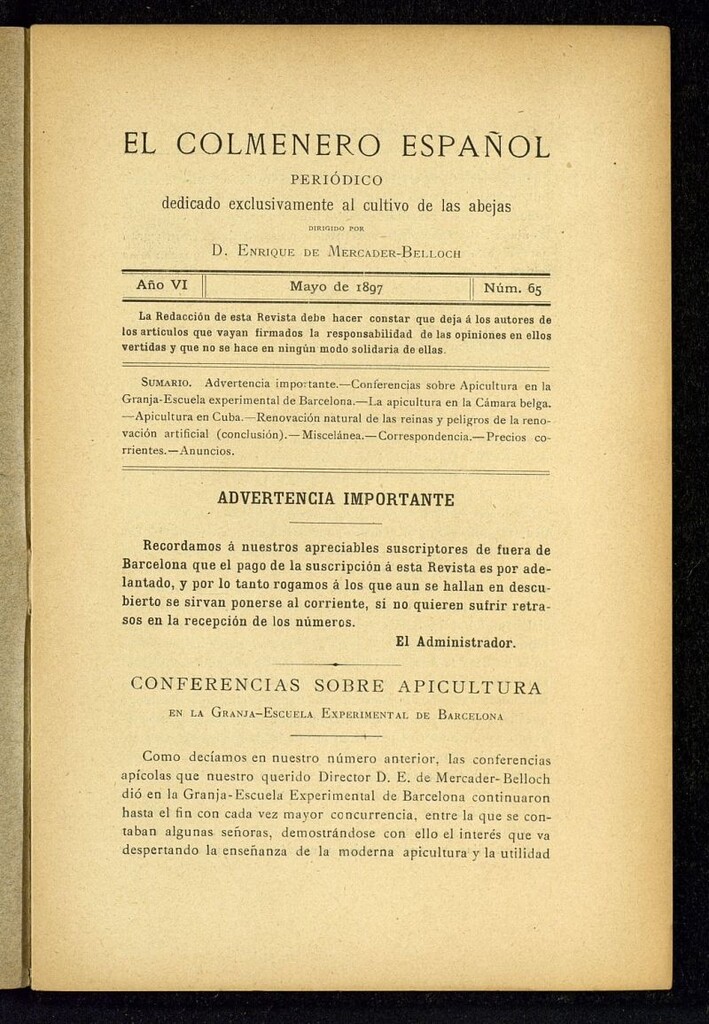 EL COLMENERO ESPAÑOL
PERIÓDICO
dedicado exclusivamente al cultivo de las abejas
DIRIGIDO POR
D. ENRIQUE DE MERCADER-BELLOCH
Año VI Mayo de 1897 Núm. 65
La Redacción de esta Revista debe hacer constar que deja á los autores de
los artículos que vayan firmados la responsabilidad de las opiniones en ellos
vertidas y que no se hace en ningún modo solidaria de ellas.
SUMARIO. Advertencia importante.—Conferencias sobre Apicultura en la
Granja-Escuela experimental de Barcelona.—La apicultura en la Cámara belga.
—Apicultura en Cuba.—Renovación natural de las reinas y peligros de la reno-
vación artificial (conclusión).—Miscelánea.—Correspondencia.—Precios co-
rrientes.—Anuncios.
ADVERTENCIA IMPORTANTE
Recordamos á nuestros apreciables suscriptores de fuera de
Barcelona que el pago de la suscripción á esta Revista es por ade-
lantado, y por lo tanto rogamos á los que aun se hallan en descu-
bierto se sirvan ponerse al corriente, si no quieren sufrir retra-
sos en la recepción de los números.
El Administrador.
CONFERENCIAS SOBRE APICULTURA
EN LA GRANJA-ESCUELA EXPERIMENTAL DE BARCELONA
Como decíamos en nuestro número anterior, las conferencias
apícolas que nuestro querido Director D. E. de Mercader-Belloch
dió en la Granja-Escuela Experimental de Barcelona continuaron
hasta el fin con cada vez mayor concurrencia, entre la que se con-
taban algunas señoras, demostrándose con ello el interés que va
despertando la enseñanza de la moderna apicultura y la utilidad